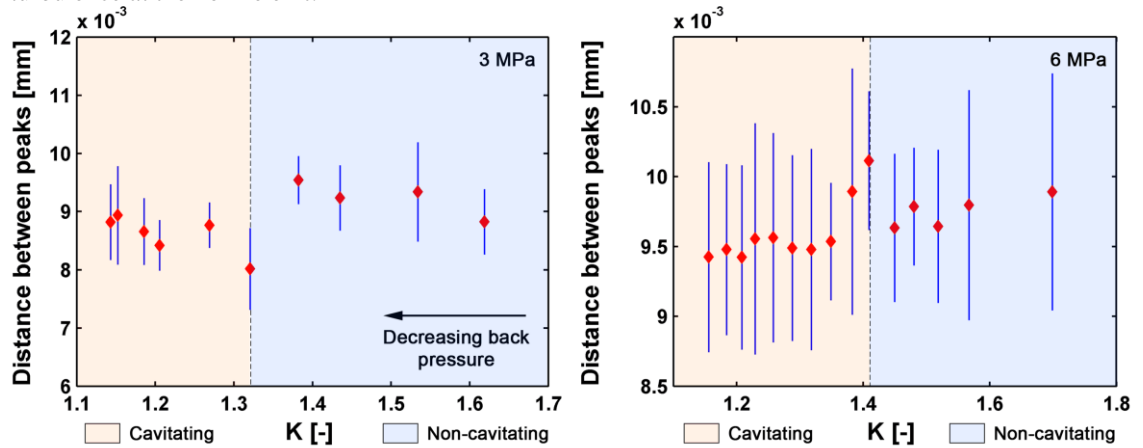 x 10⁻³
12
11
10
9
8
7
6
Distance between peaks [mm]
3 MPa
Decreasing back
pressure
1.1 1.2 1.3 1.4 1.5 1.6 1.7
Cavitating K [-] Non-cavitating
x 10⁻³
10.5
10
9.5
9
8.5
Distance between peaks [mm]
6 MPa
1.2 1.4 1.6 1.8
Cavitating K [-] Non-cavitating